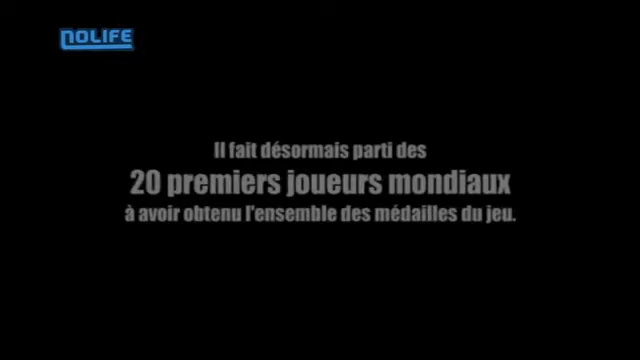 NOLIFE
Il fait désormais parti des
20 premiers joueurs mondiaux
à avoir obtenu l'ensemble des médailles du jeu.